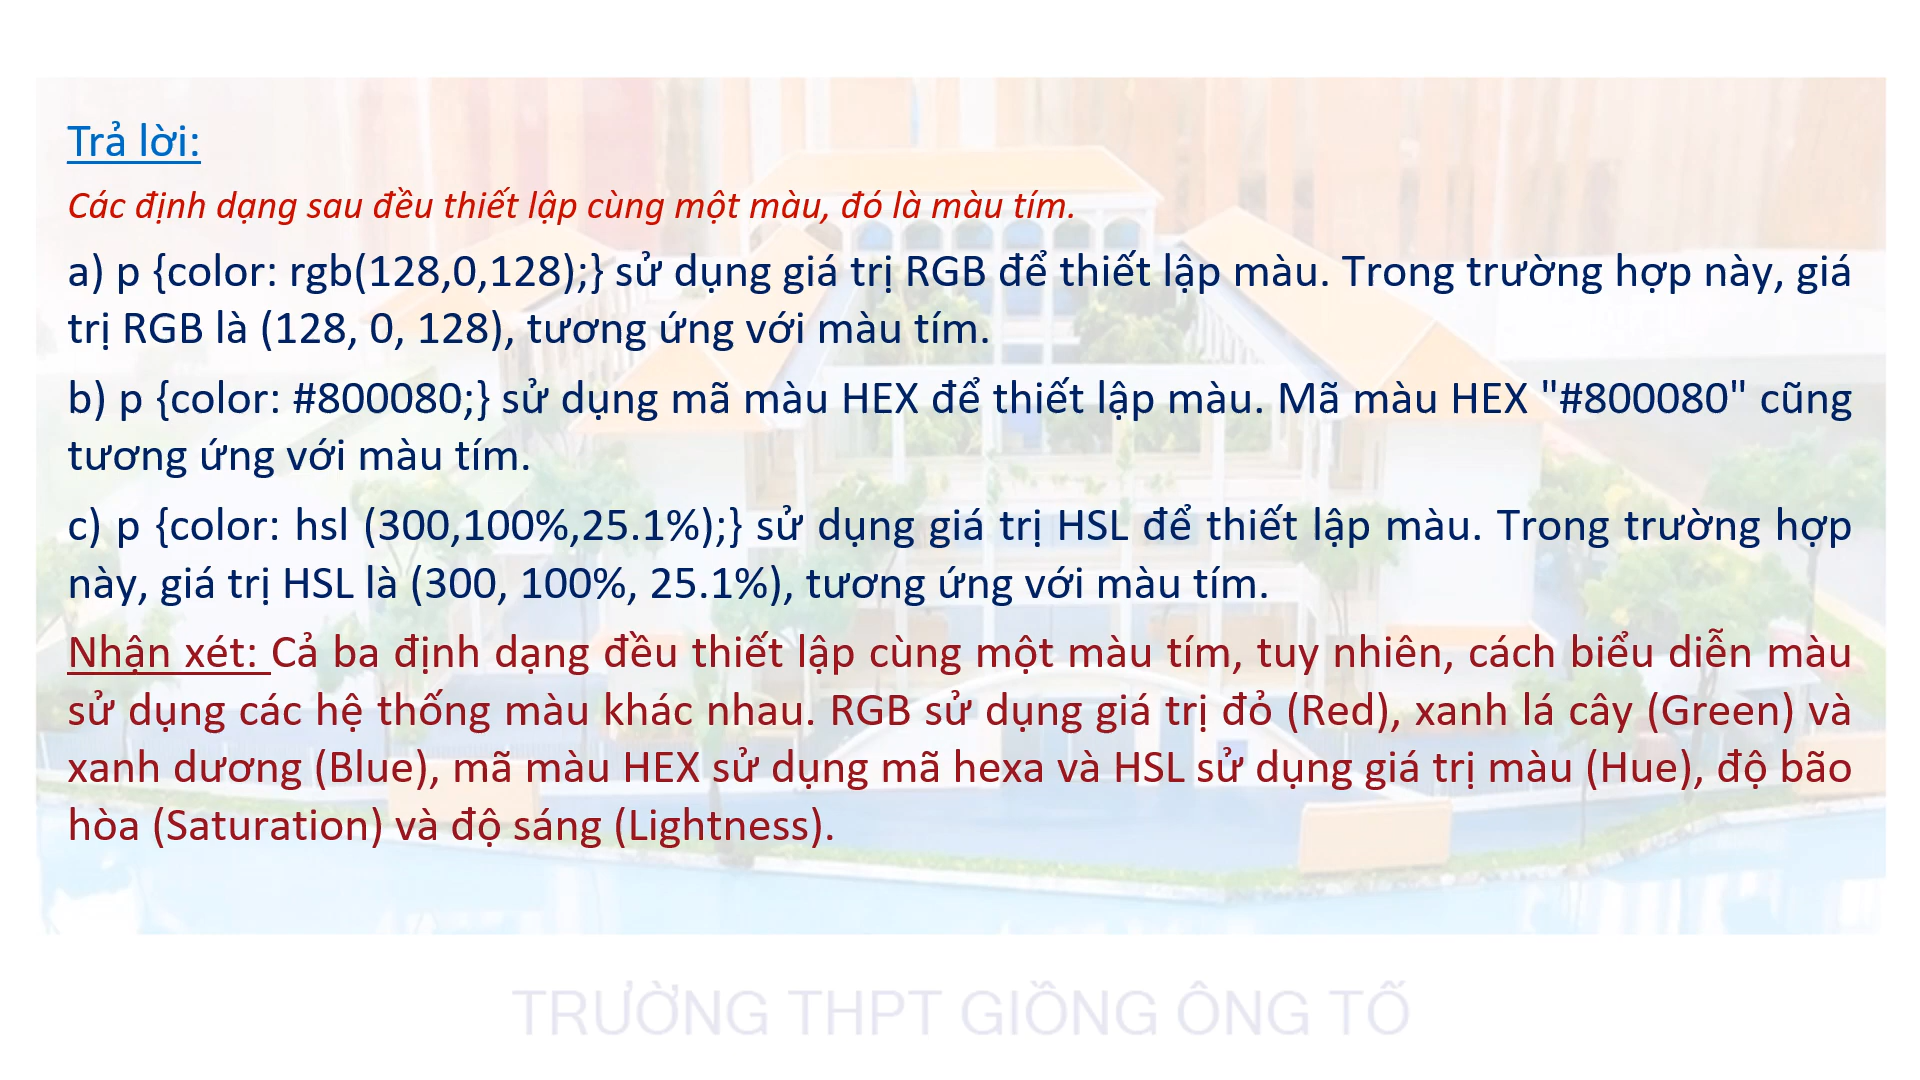 Trả lời:
Các định dạng sau đều thiết lập cùng một màu, đó là màu tím.
a) p {color: rgb(128,0,128);} sử dụng giá trị RGB để thiết lập màu. Trong trường hợp này, giá
trị RGB là (128, 0, 128), tương ứng với màu tím.
b) p {color: #800080;} sử dụng mã màu HEX để thiết lập màu. Mã màu HEX "#800080" cũng
tương ứng với màu tím.
c) p {color: hsl (300,100%,25.1%);} sử dụng giá trị HSL để thiết lập màu. Trong trường hợp
này, giá trị HSL là (300, 100%, 25.1%), tương ứng với màu tím.
Nhận xét: Cả ba định dạng đều thiết lập cùng một màu tím, tuy nhiên, cách biểu diễn màu
sử dụng các hệ thống màu khác nhau. RGB sử dụng giá trị đỏ (Red), xanh lá cây (Green) và
xanh dương (Blue), mã màu HEX sử dụng mã hexa và HSL sử dụng giá trị màu (Hue), độ bão
hòa (Saturation) và độ sáng (Lightness).
TRƯỜNG THPT GIỒNG ÔNG TỐ